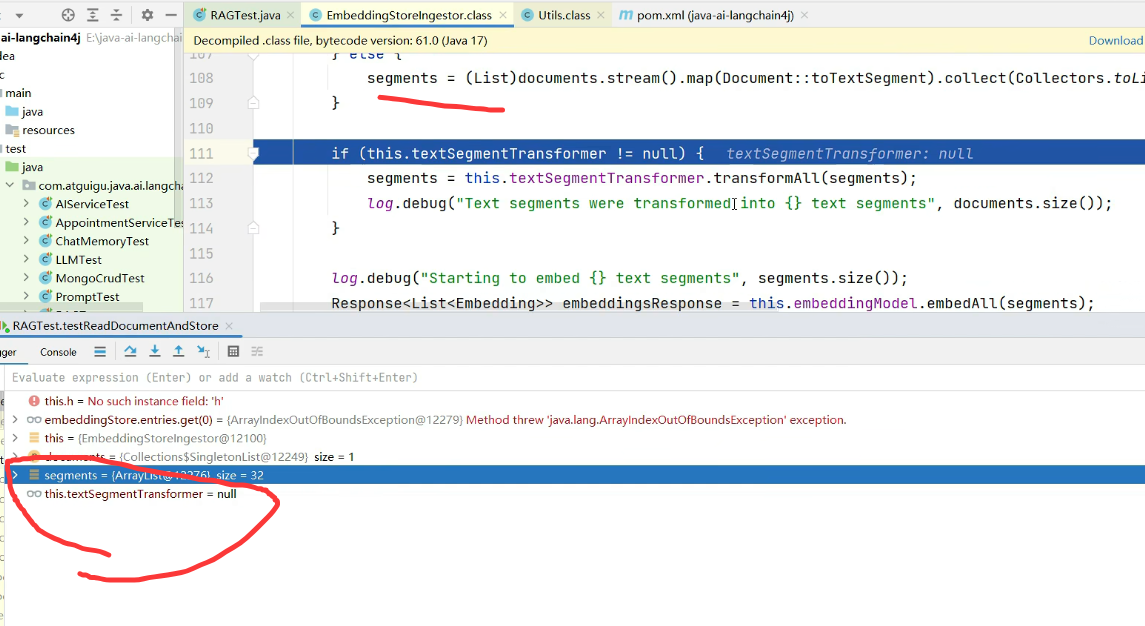 RAGTest.java × EmbeddingStoreIngestor.class × Utils.class × pom.xml (java-ai-langchain4j) ×
ai-langchain4j E:\java-ai-langchai
Decompiled .class file, bytecode version: 61.0 (Java 17) Download
dea
c
main
java
resources
test
java
com.atguigu.java.ai.langcha
AIServiceTest
AppointmentServiceTes
ChatMemoryTest
LLMTest
MongoCrudTest
PromptTest
107 } else {
108 segments = (List)documents.stream().map(Document::toTextSegment).collect(Collectors.toLi
109 }
110
111 if (this.textSegmentTransformer != null) { textSegmentTransformer: null
112 segments = this.textSegmentTransformer.transformAll(segments);
113 log.debug("Text segments were transformed into {} text segments", documents.size());
114 }
115
116 log.debug("Starting to embed {} text segments", segments.size());
117 Response<List<Embedding>> embeddingsResponse = this.embeddingModel.embedAll(segments);
RAGTest.testReadDocumentAndStore ×
gger Console
Evaluate expression (Enter) or add a watch (Ctrl+Shift+Enter)
this.h = No such instance field: 'h'
embeddingStore.entries.get(0) = {ArrayIndexOutOfBoundsException@12279} Method threw 'java.lang.ArrayIndexOutOfBoundsException' exception.
this = {EmbeddingStoreIngestor@12100}
documents = {Collections$SingletonList@12249} size = 1
segments = {ArrayList@12276} size = 32
this.textSegmentTransformer = null